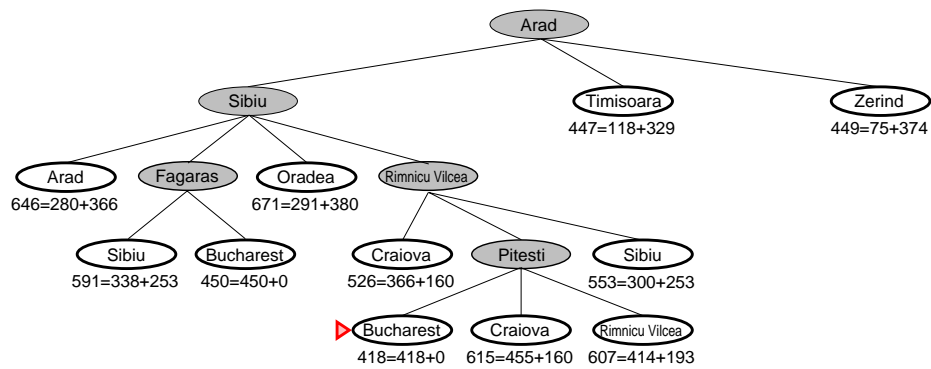 Arad
Sibiu Timisoara Zerind
447=118+329 449=75+374
Arad Fagaras Oradea Rimnicu Vilcea
646=280+366 671=291+380
Sibiu Bucharest Craiova Pitesti Sibiu
591=338+253 450=450+0 526=366+160 553=300+253
Bucharest Craiova Rimnicu Vilcea
418=418+0 615=455+160 607=414+193